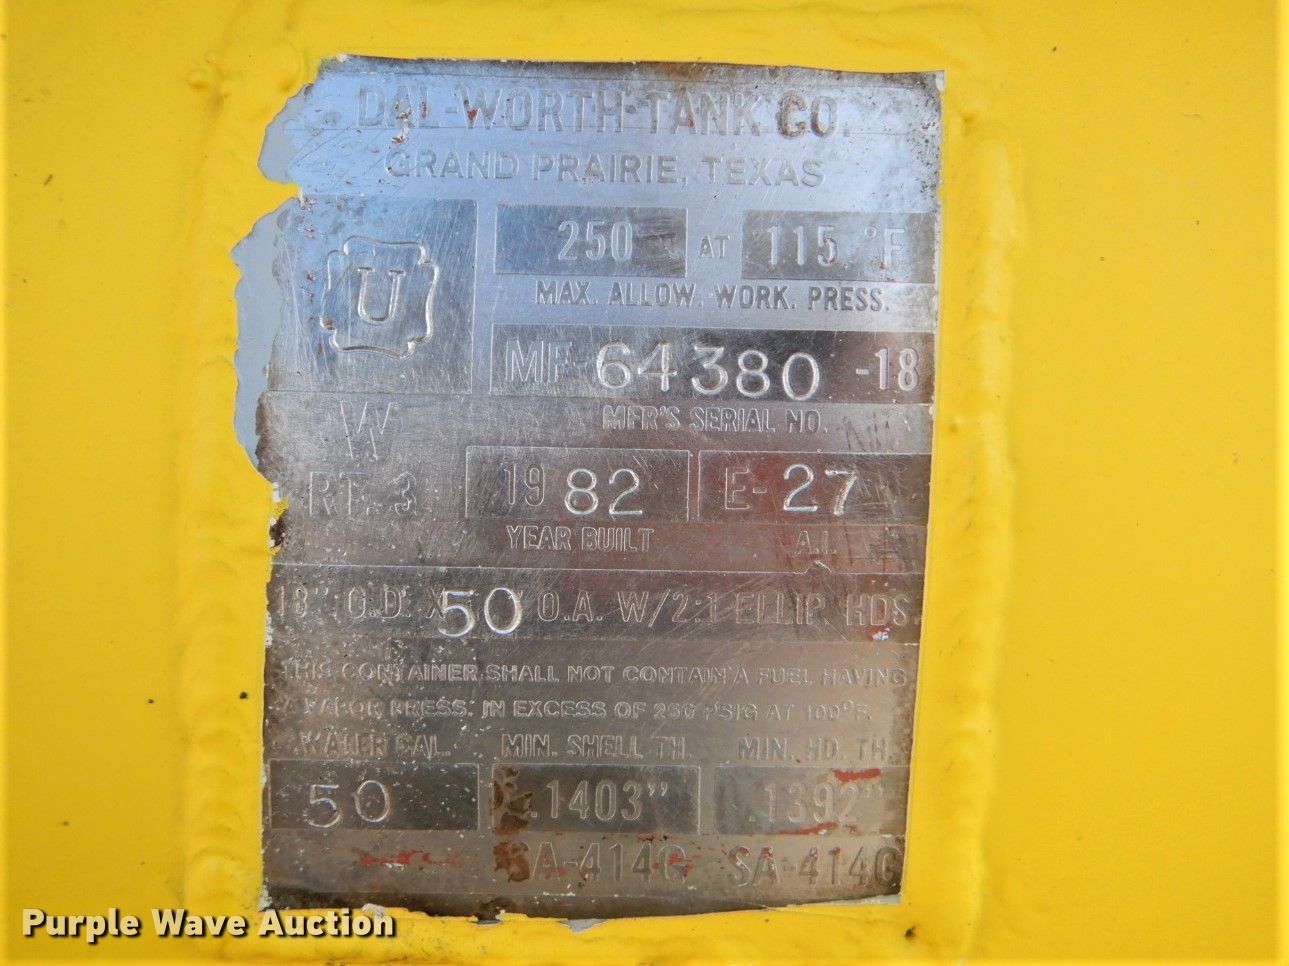 DAL-WORTH TANK CO.
GRAND PRAIRIE, TEXAS
U
250 AT 115 °F
MAX. ALLOW. WORK. PRESS.
MF-64380 -18
MFR'S SERIAL NO.
W
RT. 3
1982
YEAR BUILT
E-27
A.I.
18" O.D. X 50 " O.A. W/2:1 ELLIP. HDS.
THIS CONTAINER SHALL NOT CONTAIN A FUEL HAVING
A VAPOR PRESS. IN EXCESS OF 250 PSIG AT 100°F.
WATER GAL. MIN. SHELL TH. MIN. HD. TH.
50 .1403" .1392"
SA-414G SA-414G
Purple Wave Auction